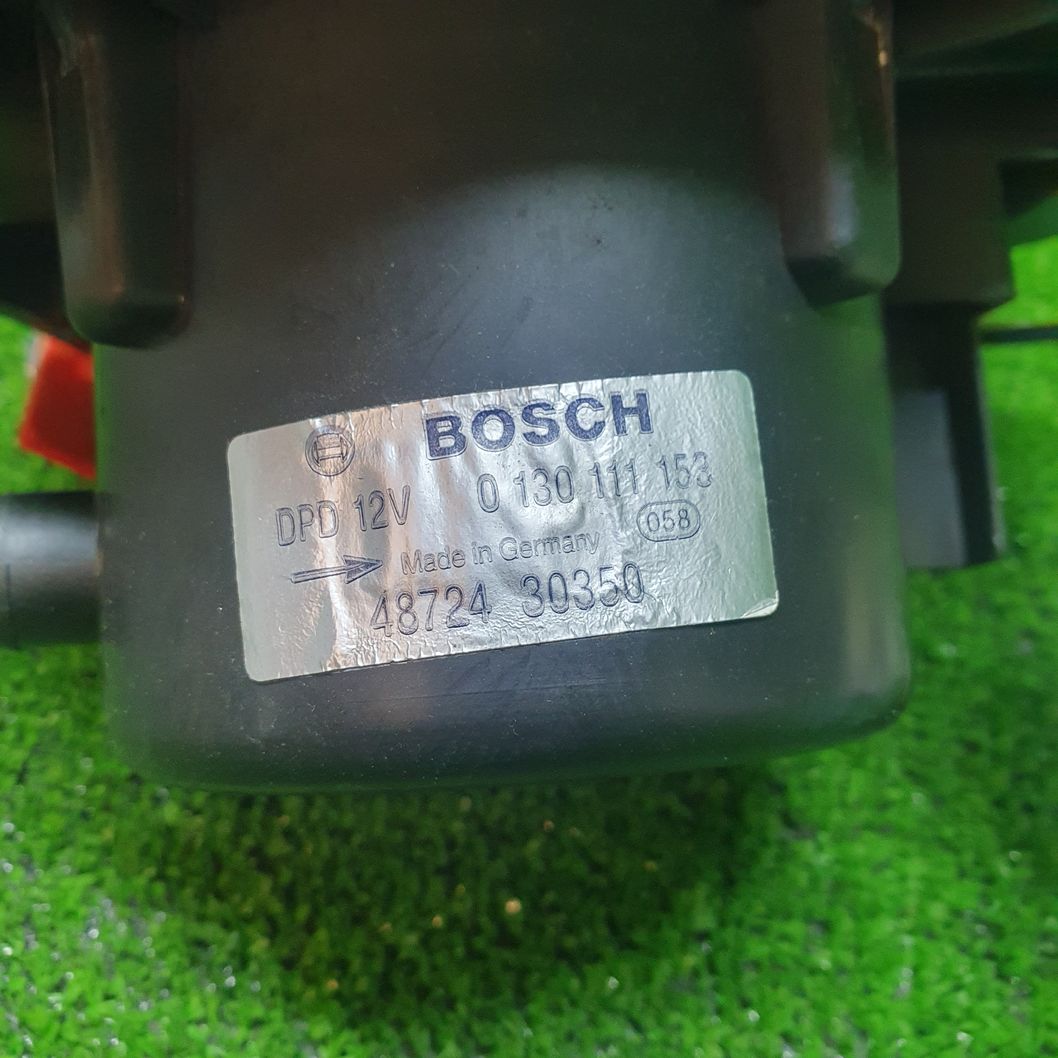 BOSCH
DPD 12V 0 130 111 153
Made in Germany 058
48724 30350